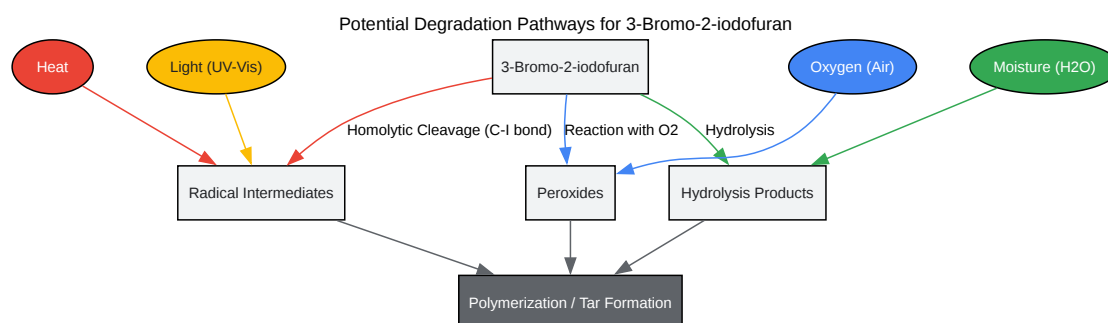 Potential Degradation Pathways for 3-Bromo-2-iodofuran
Heat
Light (UV-Vis)
3-Bromo-2-iodofuran
Oxygen (Air)
Moisture (H2O)
Homolytic Cleavage (C-I bond)
Reaction with O2
Hydrolysis
Radical Intermediates
Peroxides
Hydrolysis Products
Polymerization / Tar Formation